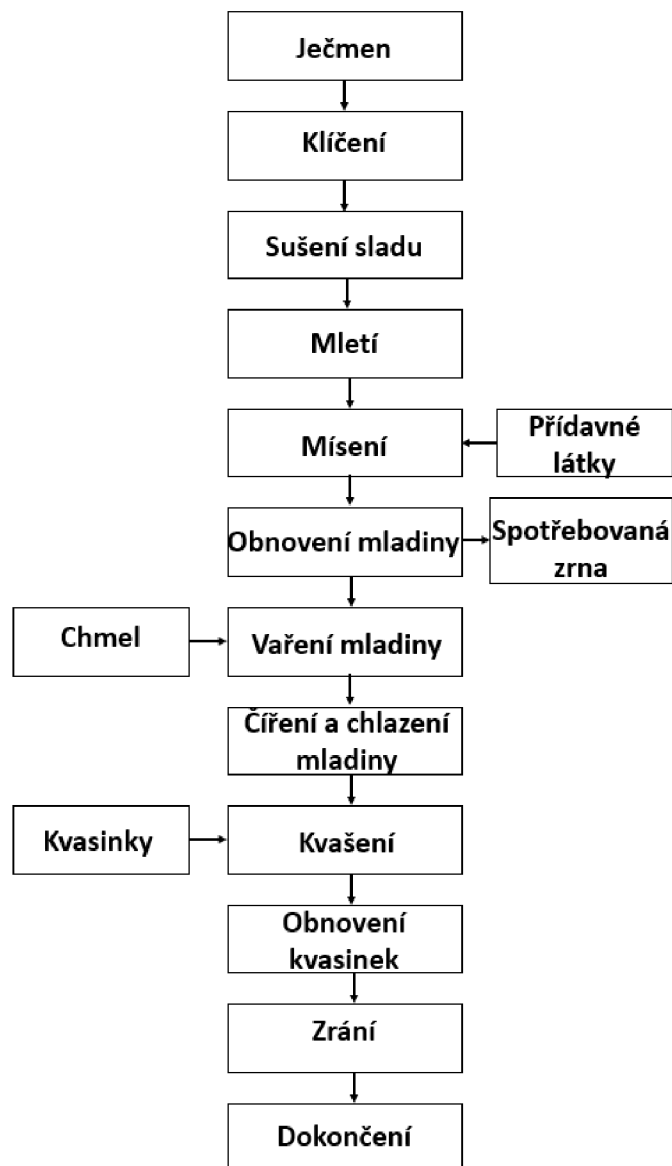 Ječmen
Klíčení
Sušení sladu
Mletí
Mísení
Přídavné
látky
Obnovení mladiny
Spotřebovaná
zrna
Chmel
Vaření mladiny
Číření a chlazení
mladiny
Kvasinky
Kvašení
Obnovení
kvasinek
Zrání
Dokončení